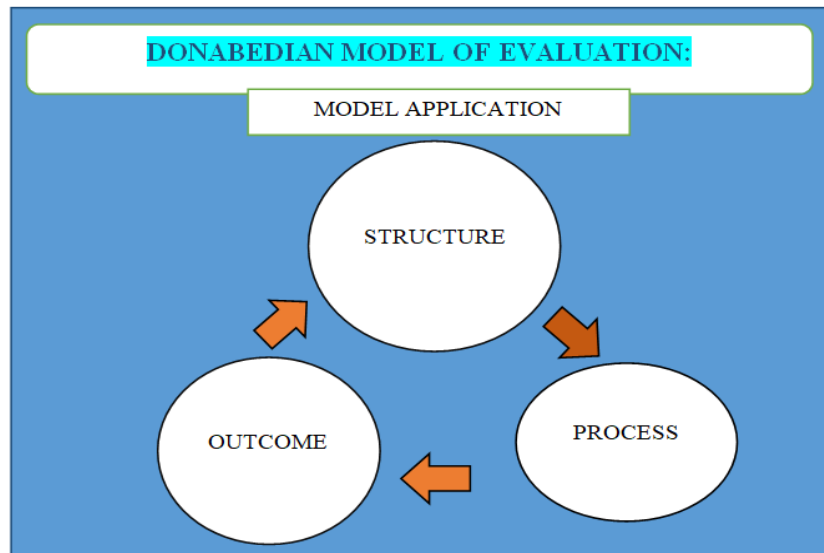 DONABEDIAN MODEL OF EVALUATION:
MODEL APPLICATION
STRUCTURE
OUTCOME
PROCESS